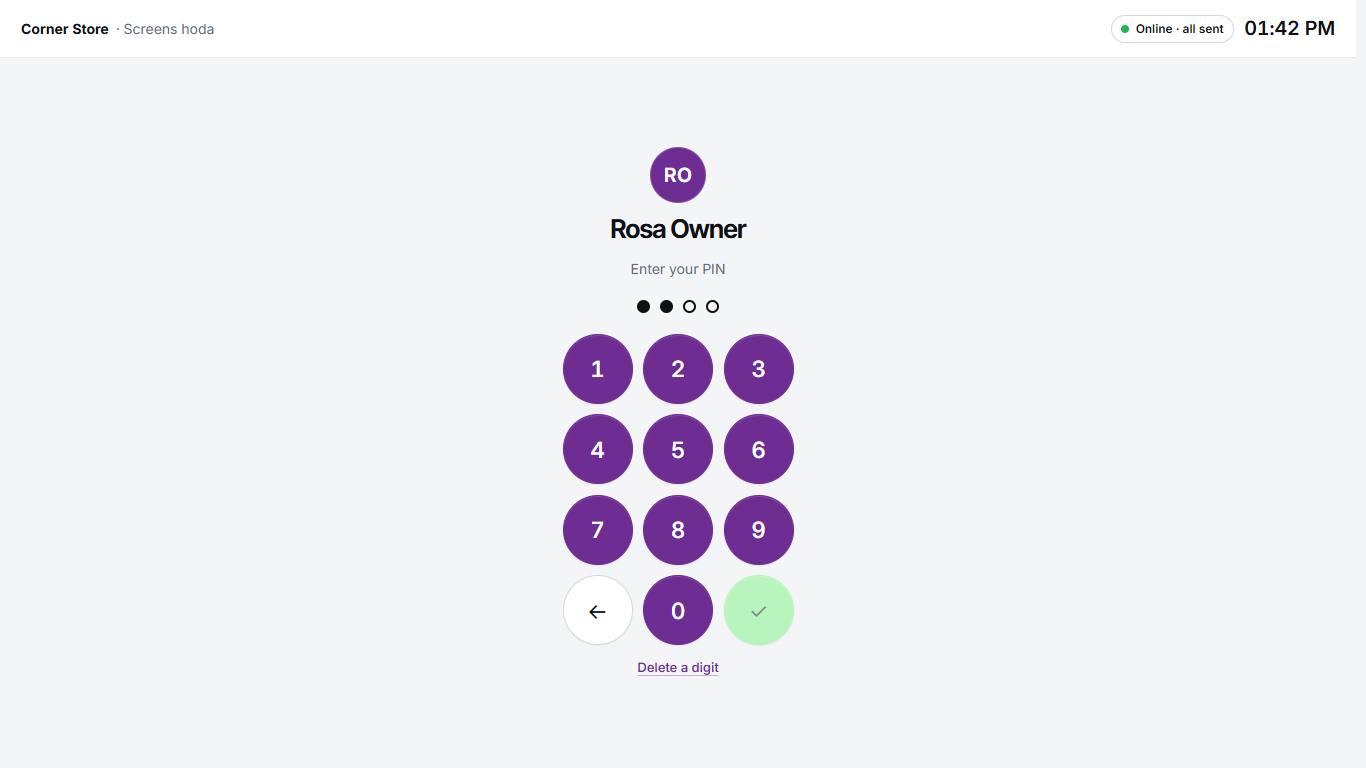 Corner Store · Screens hoda
Online · all sent 01:42 PM
RO
Rosa Owner
Enter your PIN
1 2 3
4 5 6
7 8 9
← 0 ✓
Delete a digit